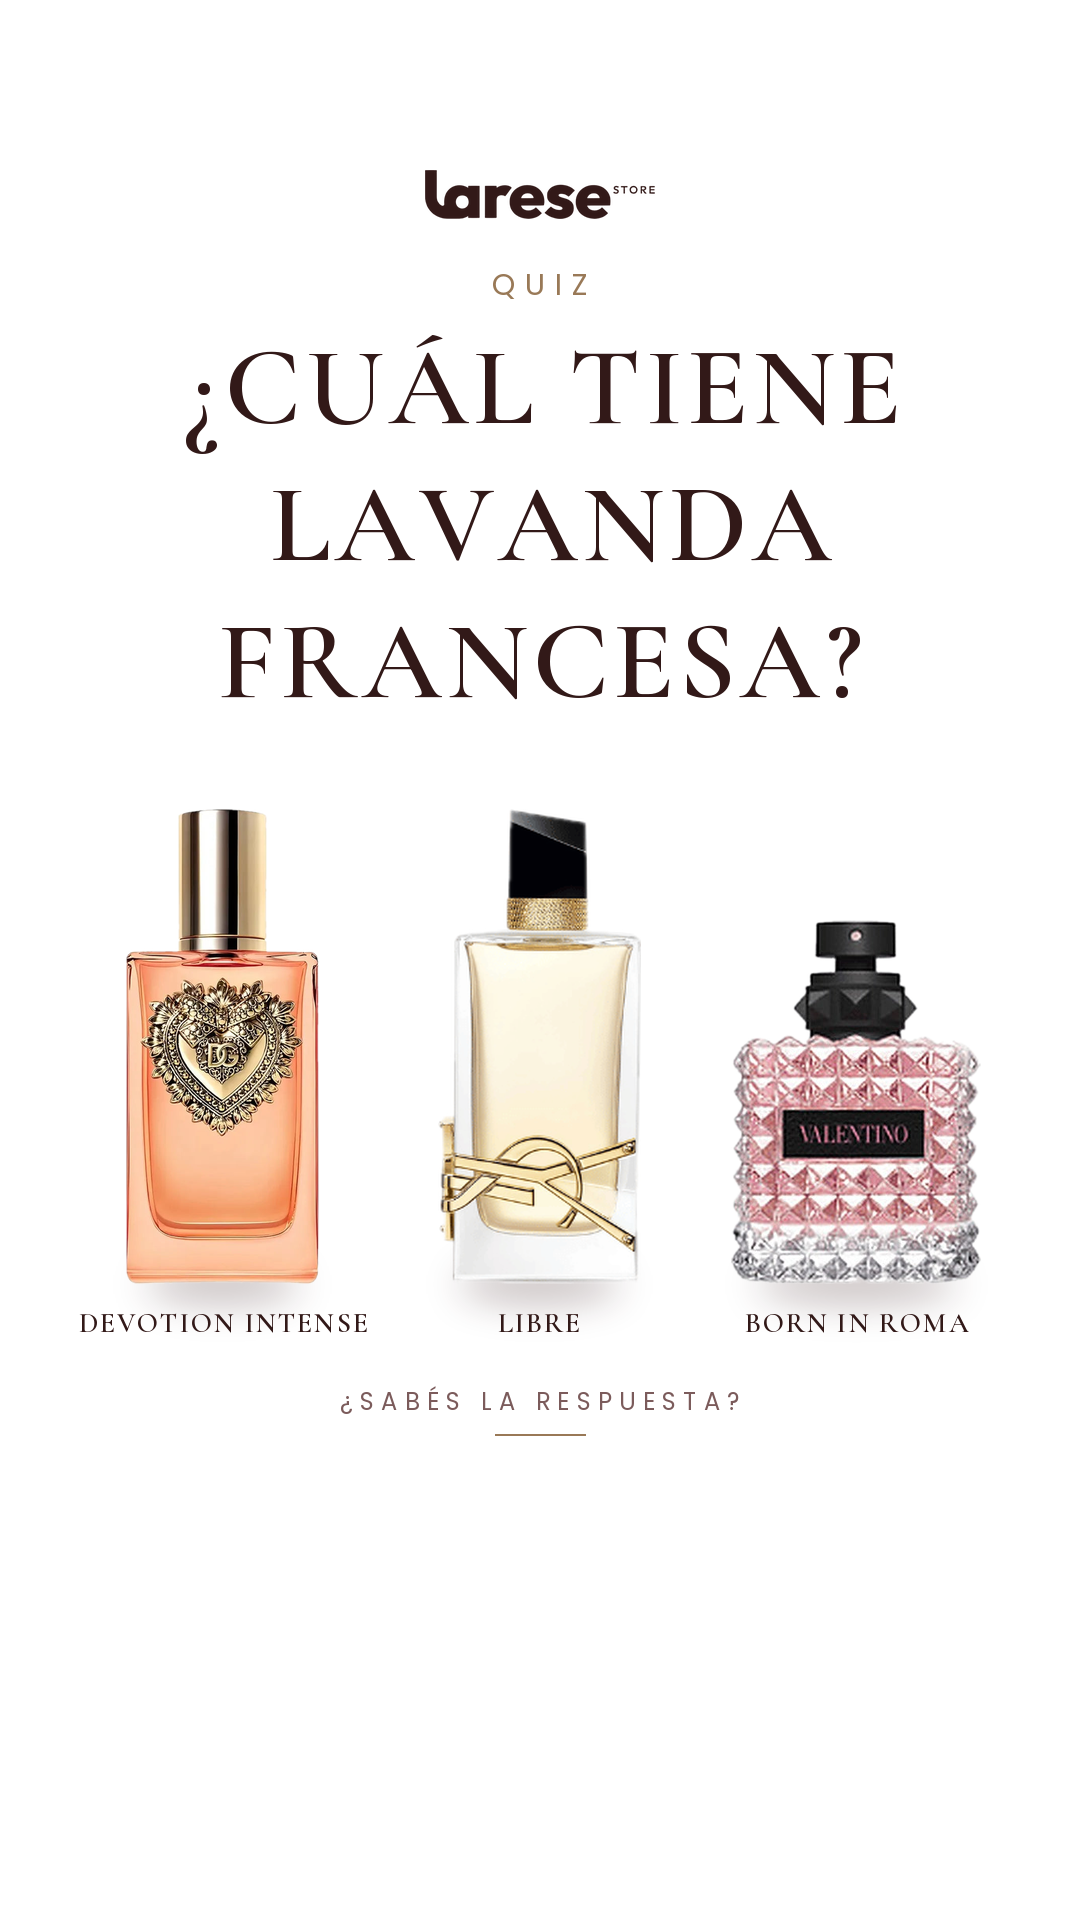 larese STORE
QUIZ
¿CUÁL TIENE
LAVANDA
FRANCESA?
DG
VALENTINO
DEVOTION INTENSE
LIBRE
BORN IN ROMA
¿SABÉS LA RESPUESTA?